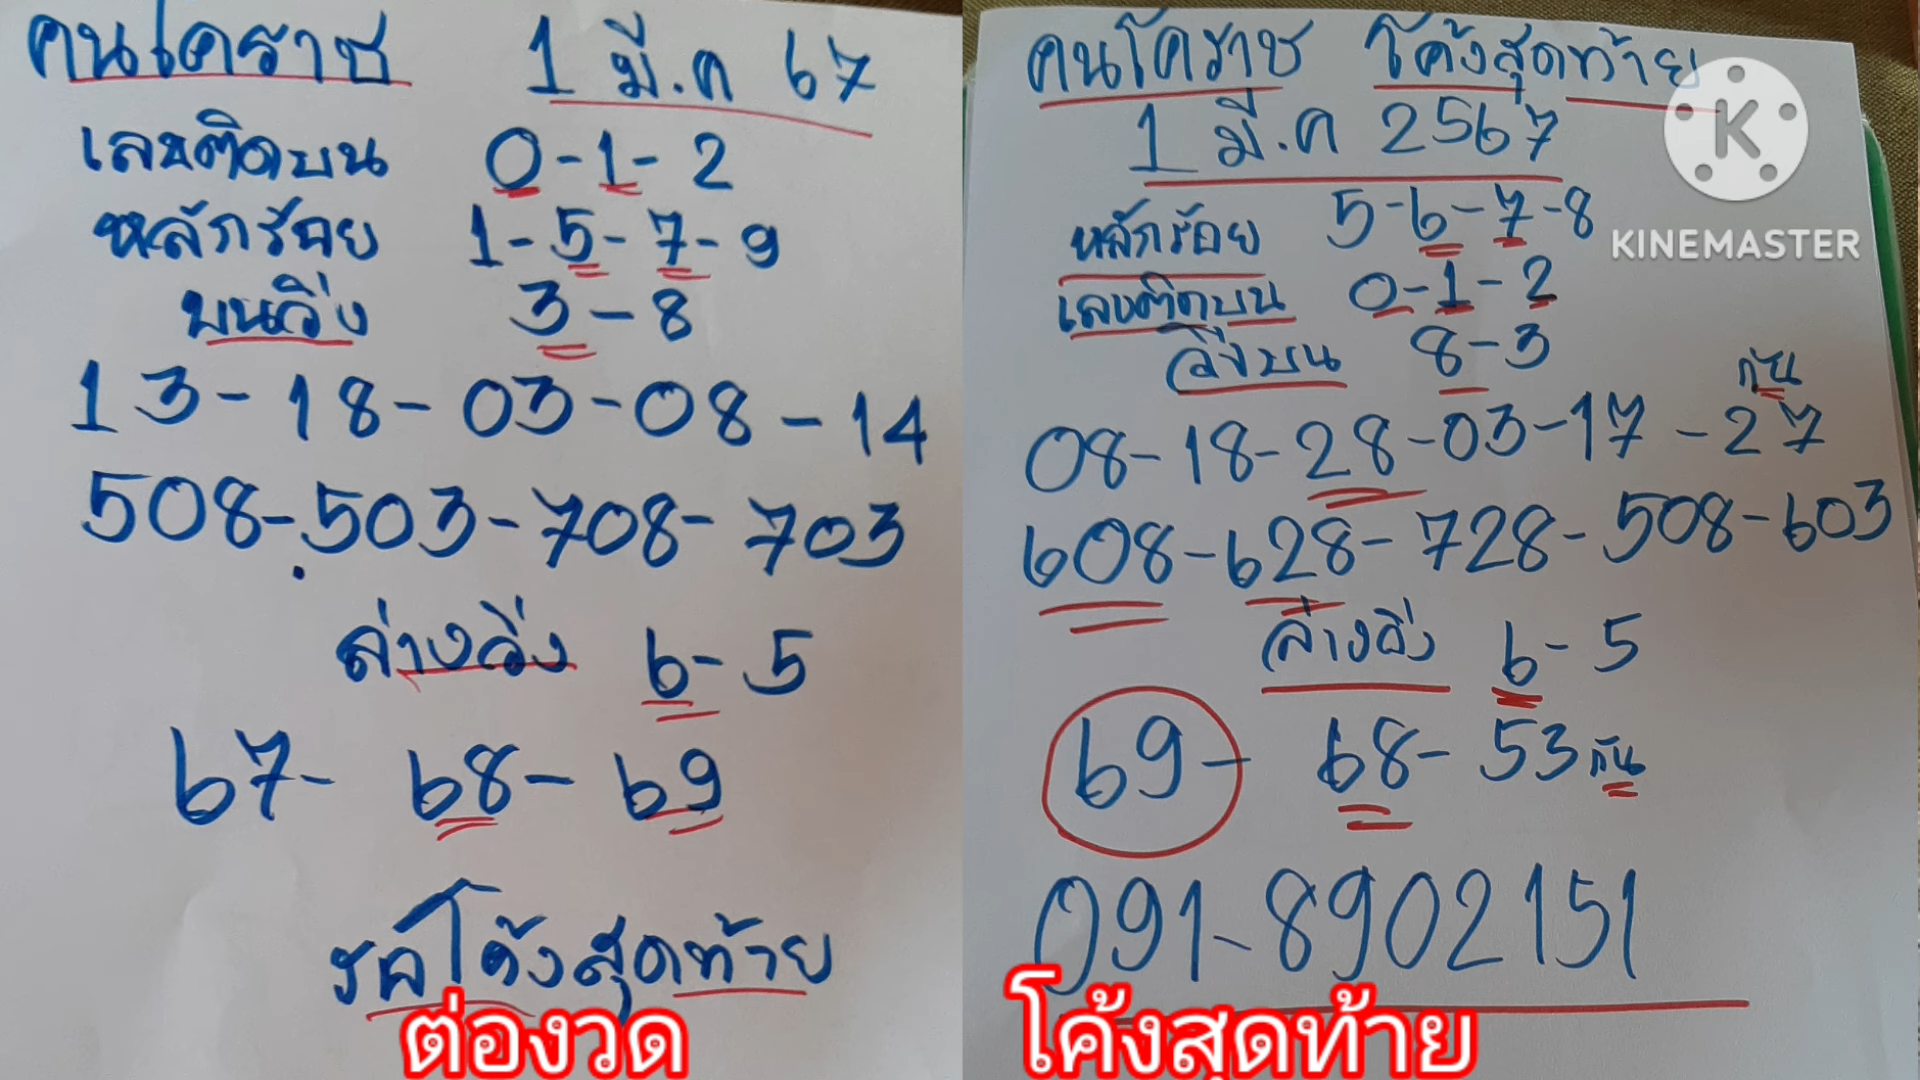 คนโคราช 1 มี.ค 67
เลขติดบน 0-1-2
หลักร้อย 1-5-7-9
บนวิ่ง 3-8
13-18-03-08-14
508-503-708-703
ล่างวิ่ง 6-5
67-68-69
รอโค้งสุดท้าย
ต่องวด
คนโคราช โค้งสุดท้าย
1 มี.ค 2567
หลักร้อย 5-6-7-8
เลขติดบน 0-1-2
วิ่งบน 8-3
กัน
08-18-28-03-17-27
608-628-728-508-603
ล่างวิ่ง 6-5
69-68-53 กัน
091-8902151
โค้งสุดท้าย
K
KINEMASTER